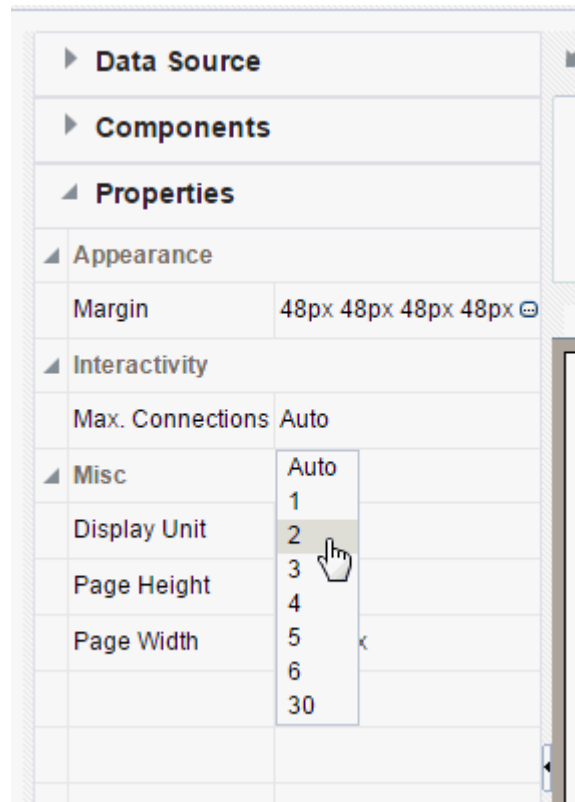 Data Source
Components
Properties
Appearance
Margin 48px 48px 48px 48px
Interactivity
Max. Connections Auto
Misc
Auto
1
Display Unit
2
Page Height
3
4
Page Width
5
x
6
30